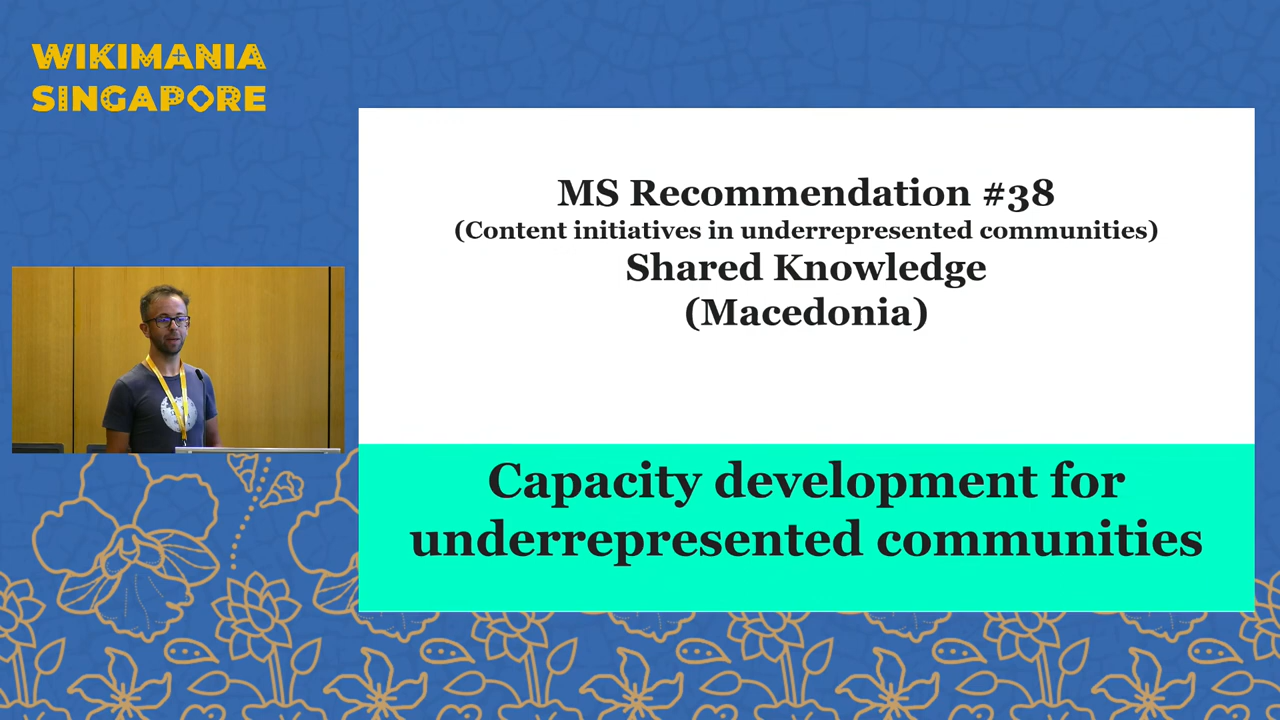 WIKIMANIA
SINGAPORE
MS Recommendation #38
(Content initiatives in underrepresented communities)
Shared Knowledge
(Macedonia)
Capacity development for
underrepresented communities